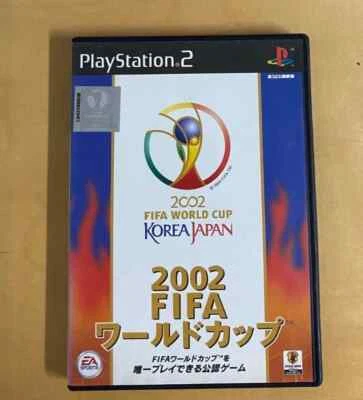 PlayStation 2
2002
FIFA WORLD CUP
KOREA JAPAN
2002
FIFA
ワールドカップ™
EA
SPORTS
FIFAワールドカップ™を
唯一プレイできる公認ゲーム